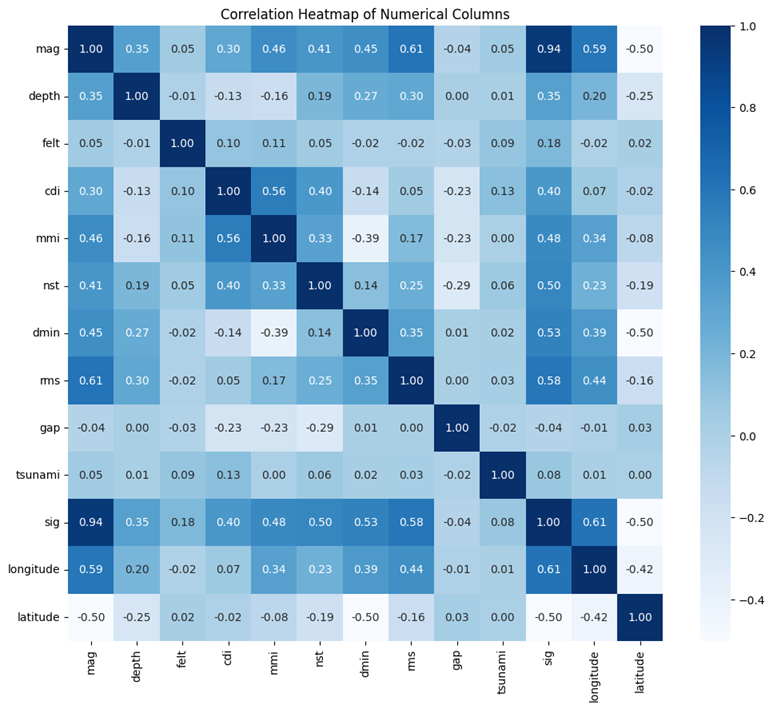 Correlation Heatmap of Numerical Columns
mag 1.00 0.35 0.05 0.30 0.46 0.41 0.45 0.61 -0.04 0.05 0.94 0.59 -0.50
depth 0.35 1.00 -0.01 -0.13 -0.16 0.19 0.27 0.30 0.00 0.01 0.35 0.20 -0.25
felt 0.05 -0.01 1.00 0.10 0.11 0.05 -0.02 -0.02 -0.03 0.09 0.18 -0.02 0.02
cdi 0.30 -0.13 0.10 1.00 0.56 0.40 -0.14 0.05 -0.23 0.13 0.40 0.07 -0.02
mmi 0.46 -0.16 0.11 0.56 1.00 0.33 -0.39 0.17 -0.23 0.00 0.48 0.34 -0.08
nst 0.41 0.19 0.05 0.40 0.33 1.00 0.14 0.25 -0.29 0.06 0.50 0.23 -0.19
dmin 0.45 0.27 -0.02 -0.14 -0.39 0.14 1.00 0.35 0.01 0.02 0.53 0.39 -0.50
rms 0.61 0.30 -0.02 0.05 0.17 0.25 0.35 1.00 0.00 0.03 0.58 0.44 -0.16
gap -0.04 0.00 -0.03 -0.23 -0.23 -0.29 0.01 0.00 1.00 -0.02 -0.04 -0.01 0.03
tsunami 0.05 0.01 0.09 0.13 0.00 0.06 0.02 0.03 -0.02 1.00 0.08 0.01 0.00
sig 0.94 0.35 0.18 0.40 0.48 0.50 0.53 0.58 -0.04 0.08 1.00 0.61 -0.50
longitude 0.59 0.20 -0.02 0.07 0.34 0.23 0.39 0.44 -0.01 0.01 0.61 1.00 -0.42
latitude -0.50 -0.25 0.02 -0.02 -0.08 -0.19 -0.50 -0.16 0.03 0.00 -0.50 -0.42 1.00
mag depth felt cdi mmi nst dmin rms gap tsunami sig longitude latitude
1.0
0.8
0.6
0.4
0.2
0.0
−0.2
−0.4